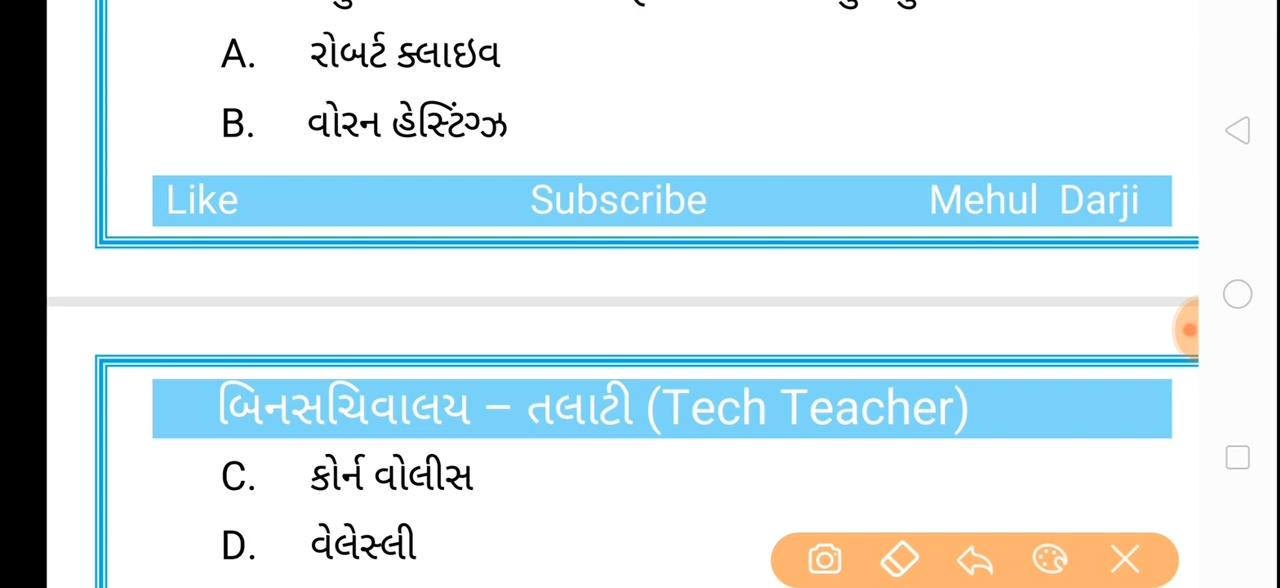 A. રોબર્ટ ક્લાઇવ
B. વોરન હેસ્ટિંગ્ઝ
Like Subscribe Mehul Darji
બિનસચિવાલય – તલાટી (Tech Teacher)
C. કોર્ન વોલીસ
D. વેલેસ્લી